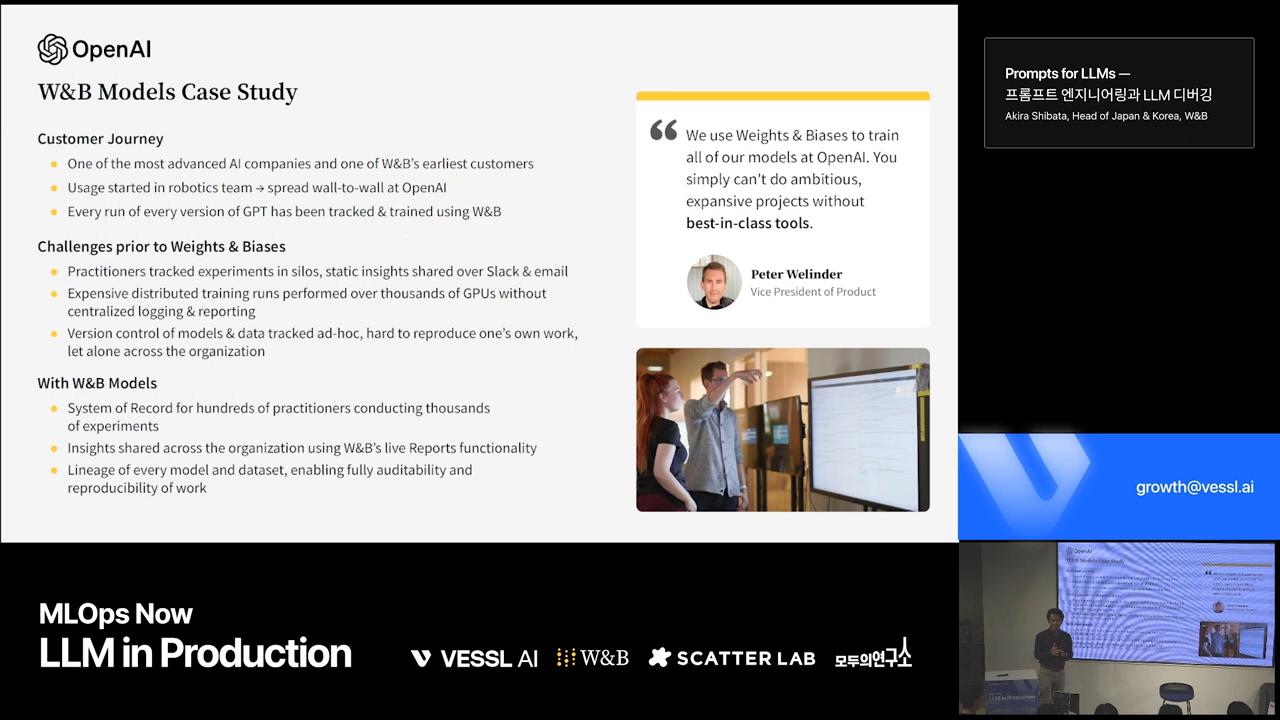 OpenAI
W&B Models Case Study
Customer Journey
One of the most advanced AI companies and one of W&B's earliest customers
Usage started in robotics team → spread wall-to-wall at OpenAI
Every run of every version of GPT has been tracked & trained using W&B
Challenges prior to Weights & Biases
Practitioners tracked experiments in silos, static insights shared over Slack & email
Expensive distributed training runs performed over thousands of GPUs without
centralized logging & reporting
Version control of models & data tracked ad-hoc, hard to reproduce one's own work,
let alone across the organization
With W&B Models
System of Record for hundreds of practitioners conducting thousands
of experiments
Insights shared across the organization using W&B's live Reports functionality
Lineage of every model and dataset, enabling fully auditability and
reproducibility of work
“ We use Weights & Biases to train
all of our models at OpenAI. You
simply can't do ambitious,
expansive projects without
best-in-class tools.
Peter Welinder
Vice President of Product
Prompts for LLMs —
프롬프트 엔지니어링과 LLM 디버깅
Akira Shibata, Head of Japan & Korea, W&B
growth@vessl.ai
OpenAI
W&B Models Case Study
LLM in Production
MLOps Now
LLM in Production
VESSL AI
W&B
SCATTER LAB
모두의연구소